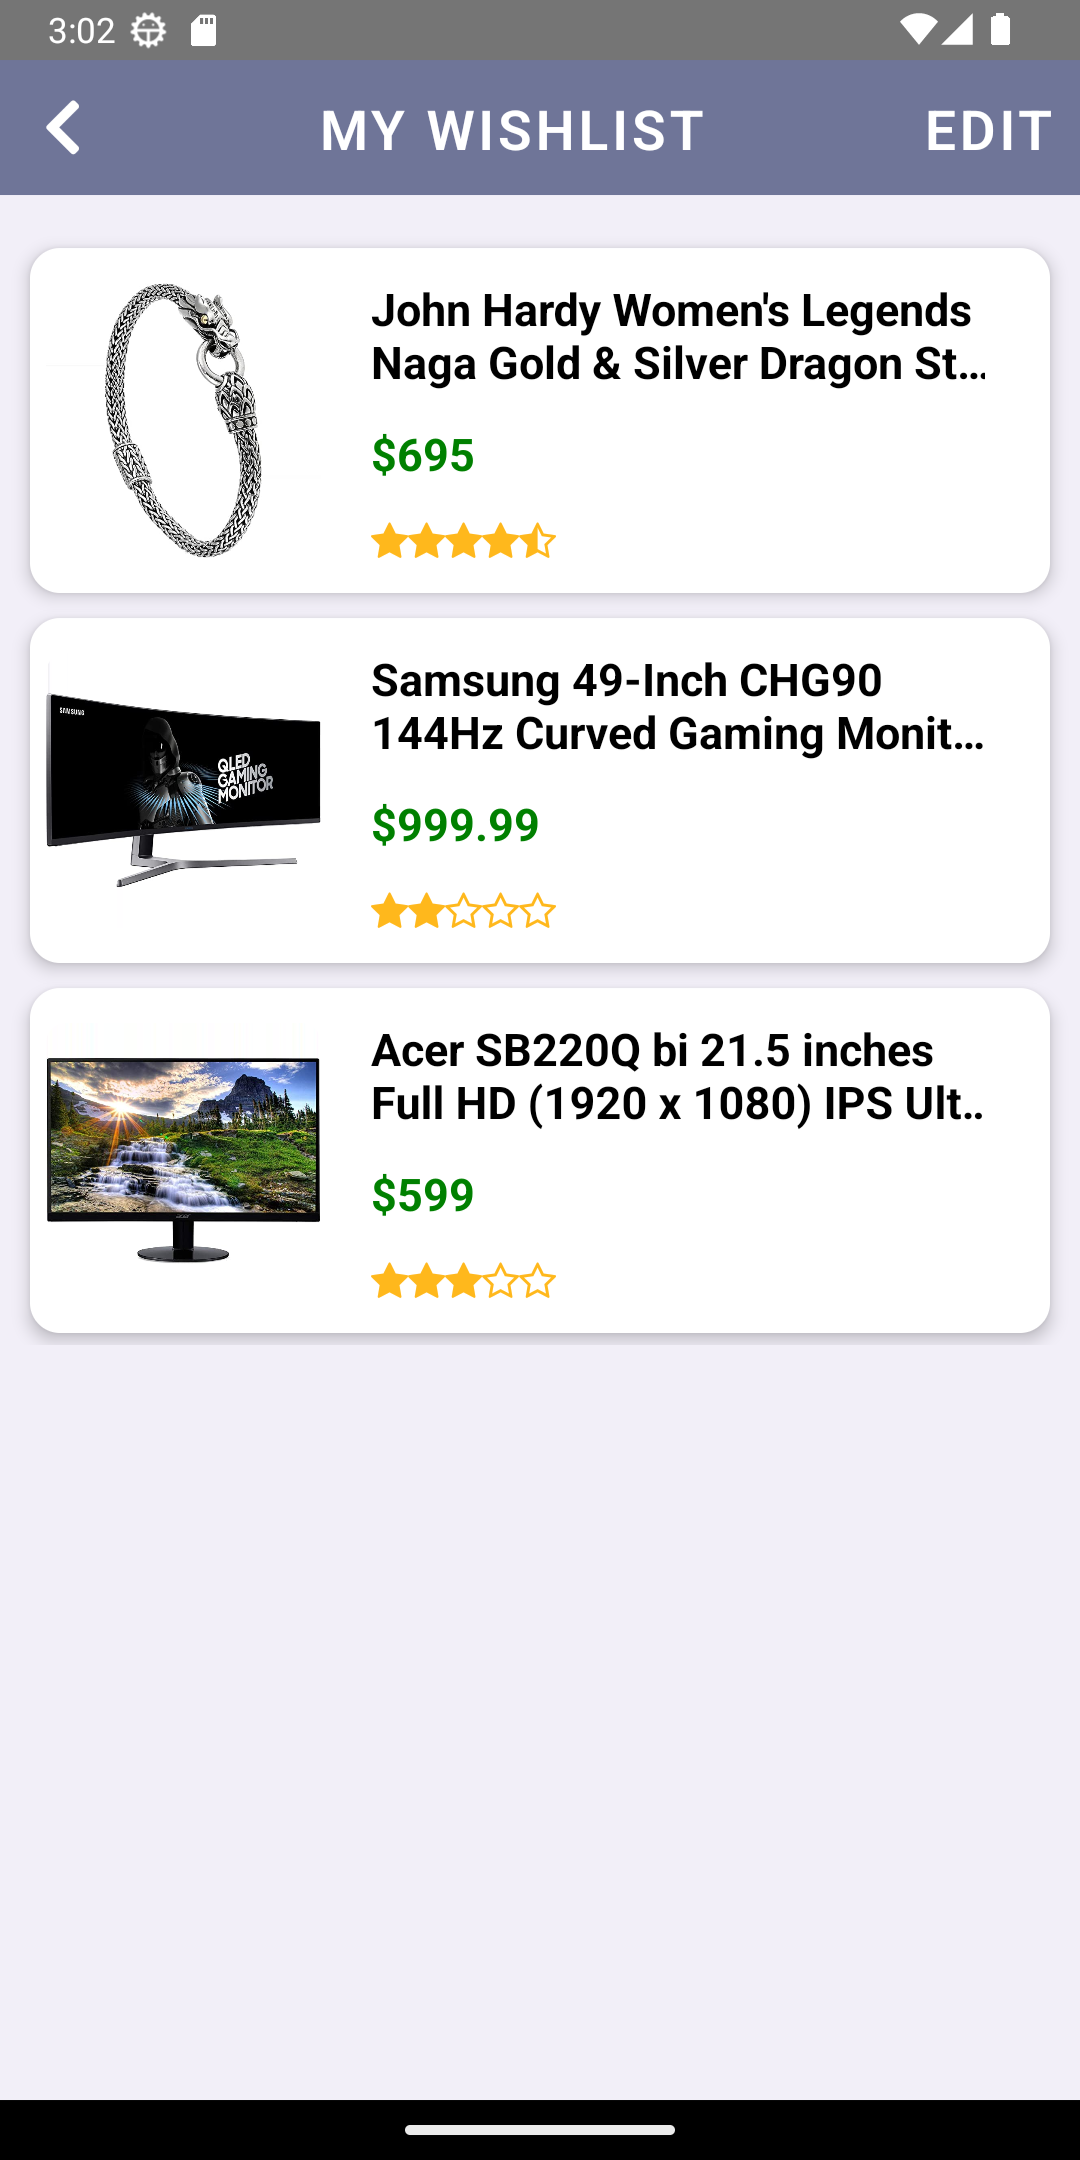 3:02
MY WISHLIST
EDIT
John Hardy Women's Legends
Naga Gold & Silver Dragon St...
$695
SAMSUNG
QLED
GAMING
MONITOR
Samsung 49-Inch CHG90
144Hz Curved Gaming Monit...
$999.99
Acer SB220Q bi 21.5 inches
Full HD (1920 x 1080) IPS Ult..
$599